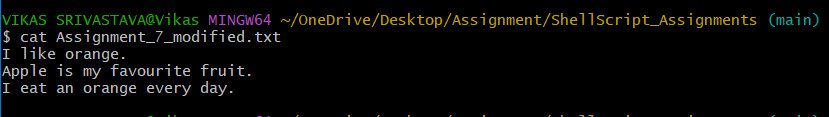 VIKAS SRIVASTAVA@Vikas MINGW64 ~/OneDrive/Desktop/Assignment/ShellScript_Assignments (main)
$ cat Assignment_7_modified.txt
I like orange.
Apple is my favourite fruit.
I eat an orange every day.